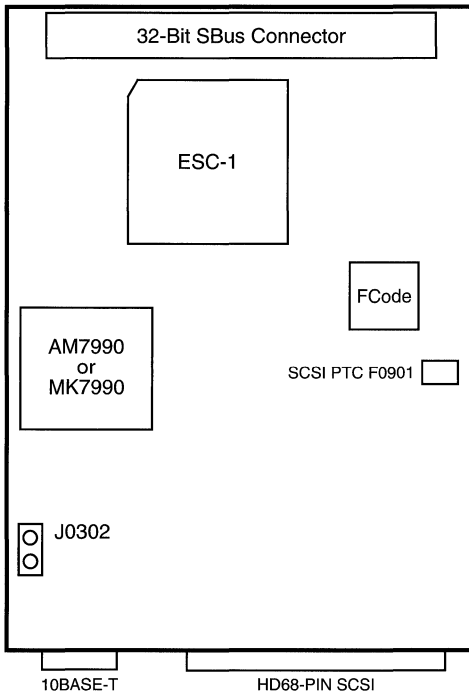 32-Bit SBus Connector
ESC-1
FCode
AM7990
or
MK7990
SCSI PTC F0901
J0302
10BASE-T
HD68-PIN SCSI